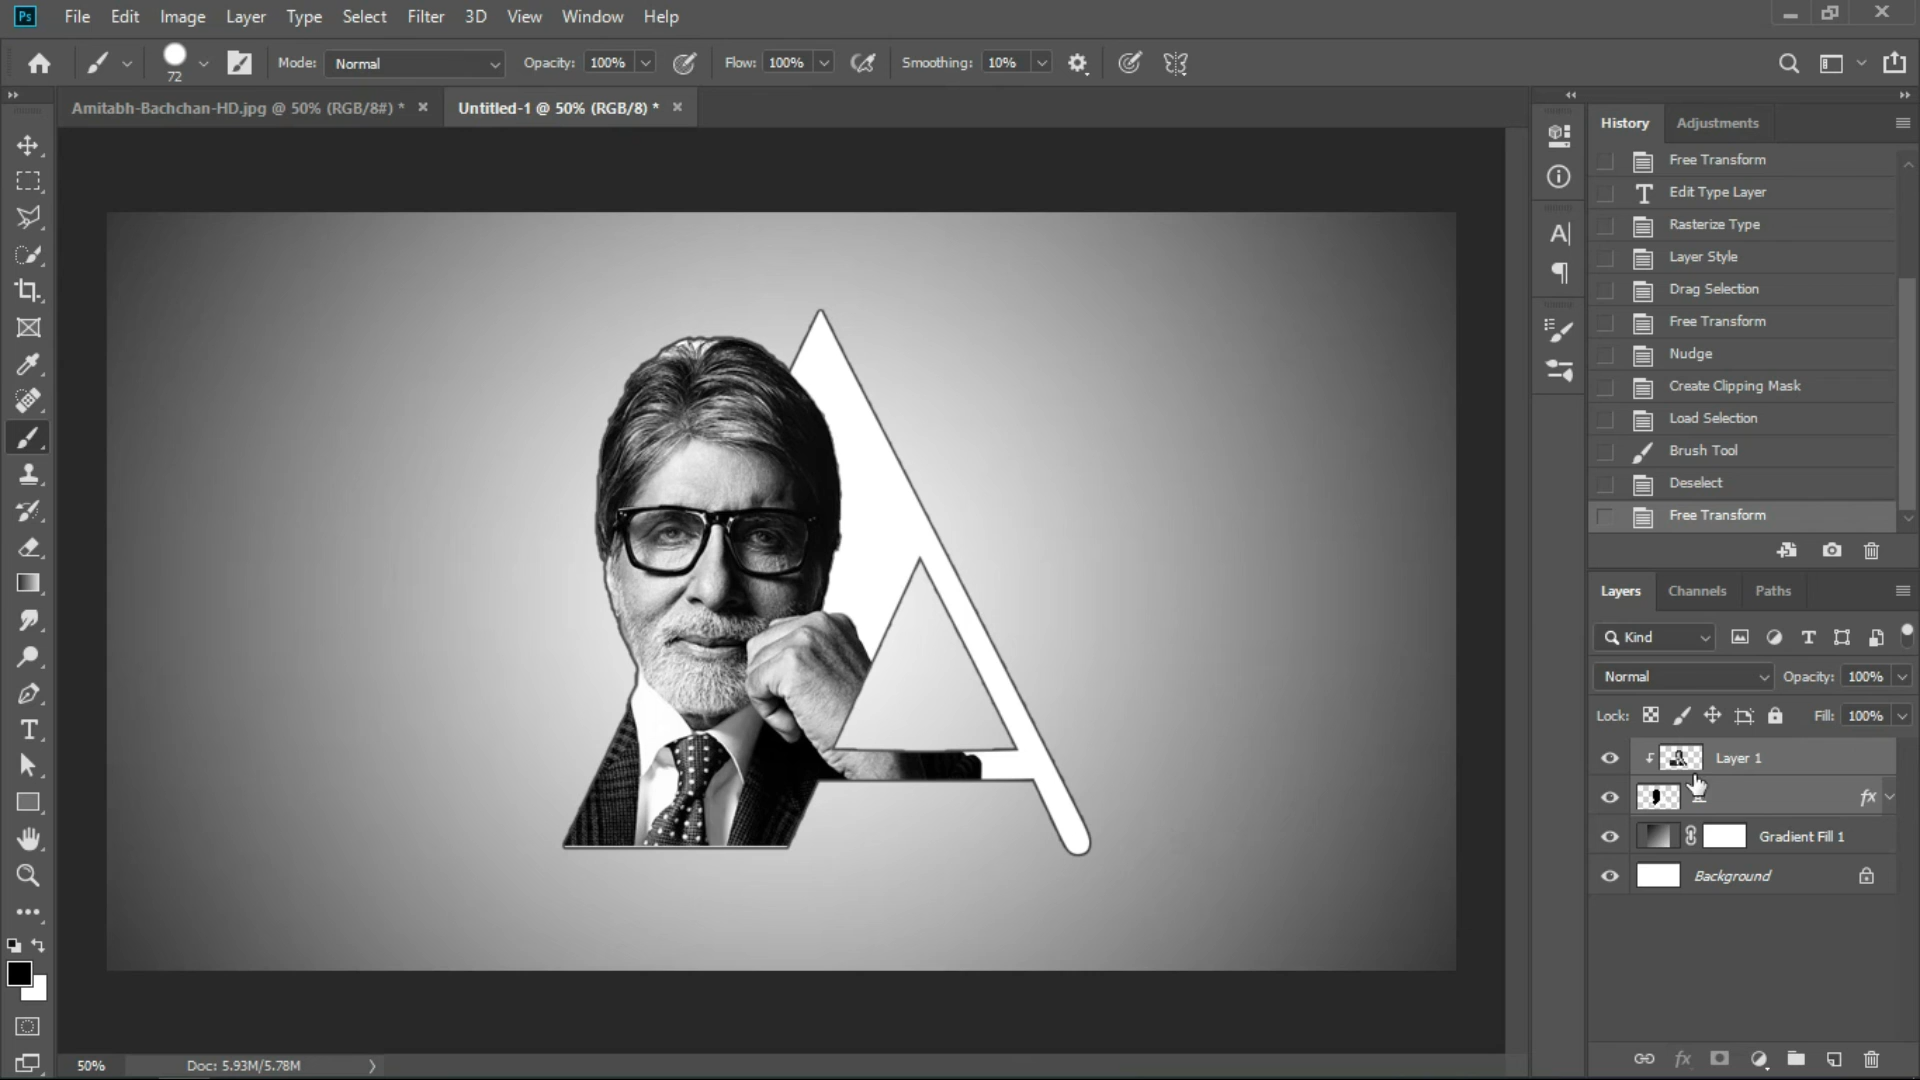 Ps File Edit Image Layer Type Select Filter 3D View Window Help
72 Mode: Normal Opacity: 100% Flow: 100% Smoothing: 10%
Amitabh-Bachchan-HD.jpg @ 50% (RGB/8#) * Untitled-1 @ 50% (RGB/8) *
History Adjustments
Free Transform
Edit Type Layer
Rasterize Type
Layer Style
Drag Selection
Free Transform
Nudge
Create Clipping Mask
Load Selection
Brush Tool
Deselect
Free Transform
A
Layers Channels Paths
Kind
Normal Opacity: 100%
Lock: Fill: 100%
Layer 1
fx
Gradient Fill 1
Background
50% Doc: 5.93M/5.78M
fx